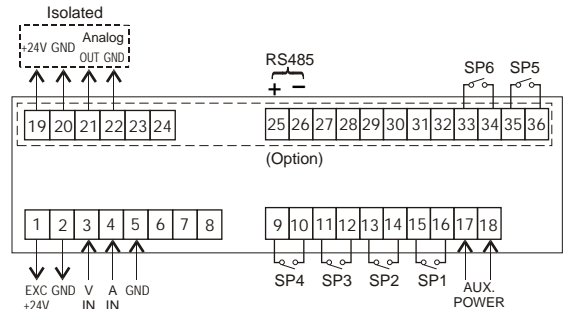 Isolated
+24V GND Analog OUT GND
RS485
+ −
SP6 SP5
19 20 21 22 23 24
25 26 27 28 29 30 31 32 33 34 35 36
(Option)
1 2 3 4 5 6 7 8
9 10 11 12 13 14 15 16 17 18
EXC +24V GND V IN A IN GND
SP4 SP3 SP2 SP1
AUX.
POWER